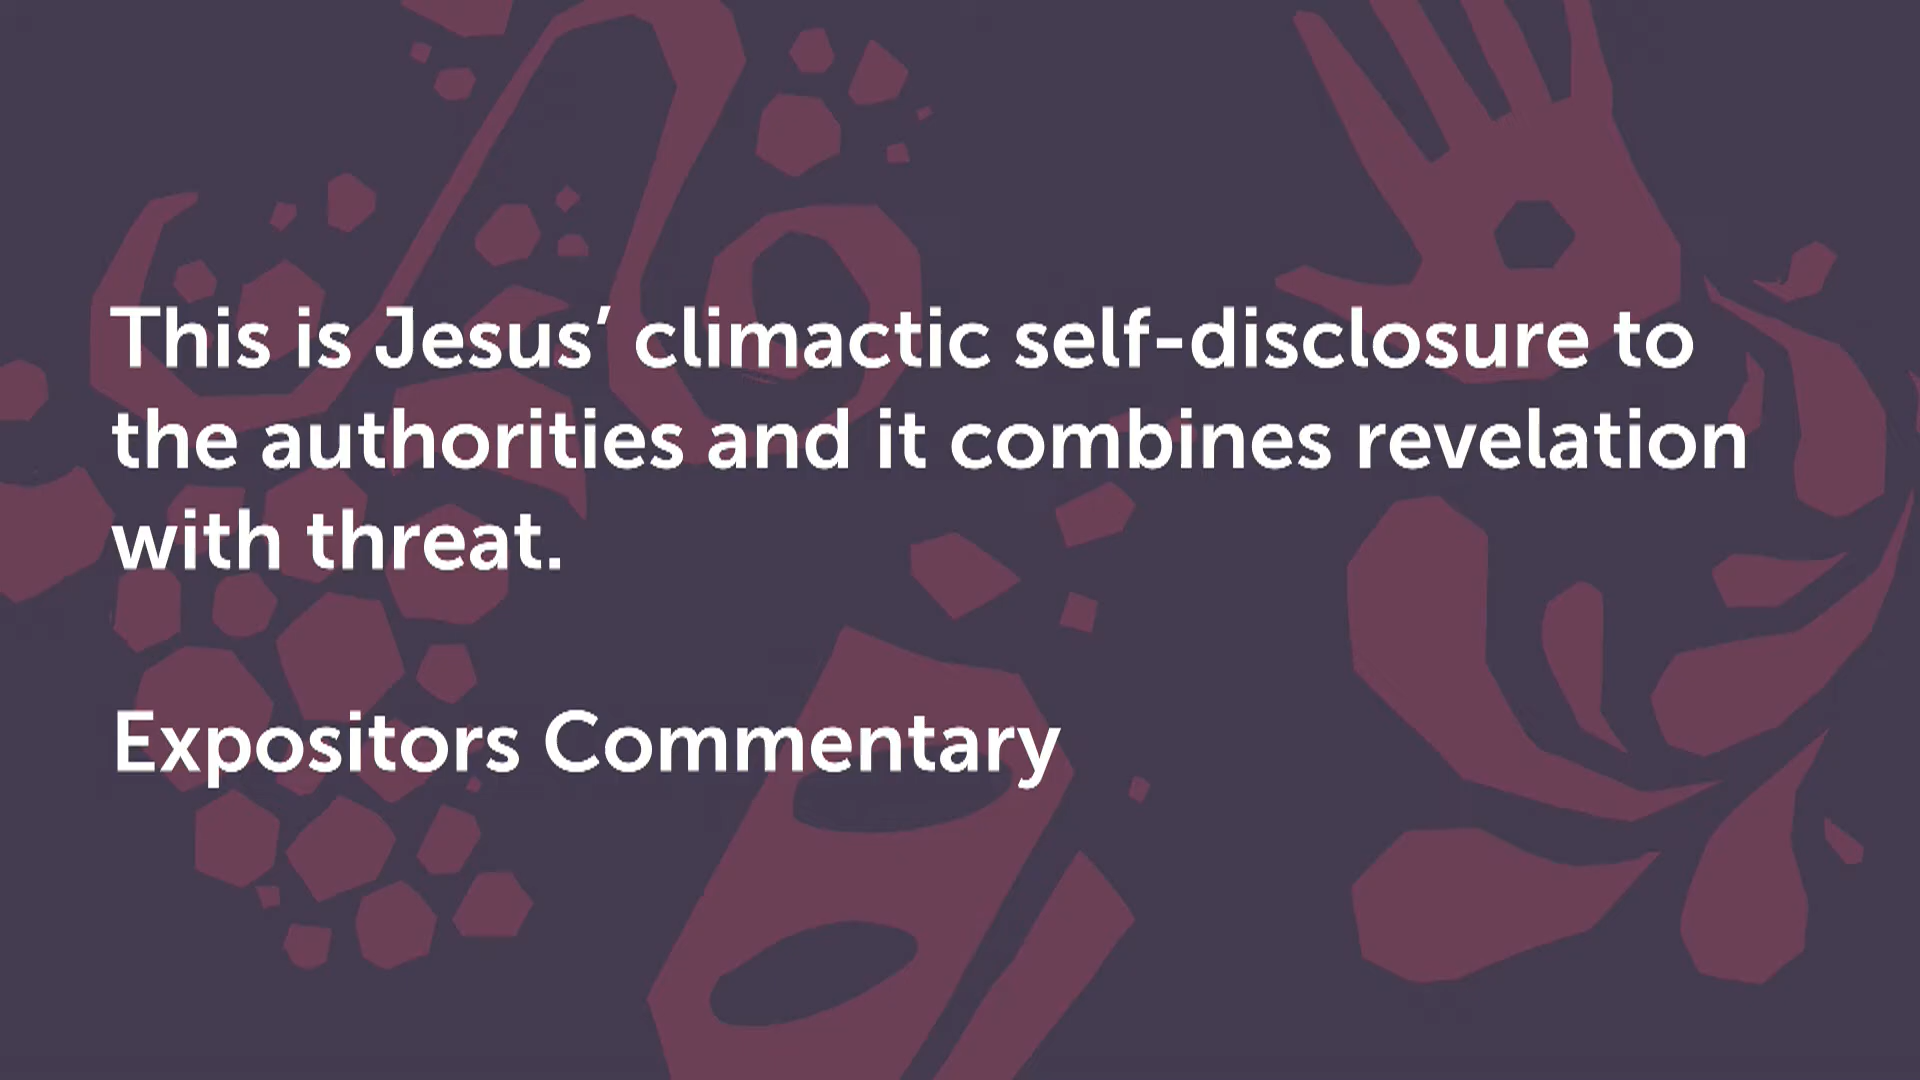 This is Jesus’ climactic self-disclosure to
the authorities and it combines revelation
with threat.
Expositors Commentary